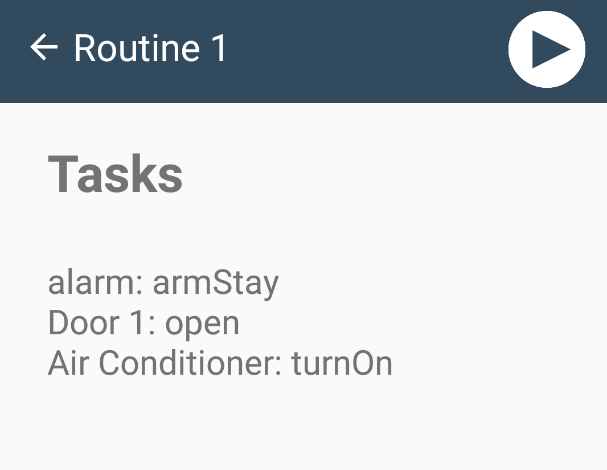 Routine 1
Tasks
alarm: armStay
Door 1: open
Air Conditioner: turnOn